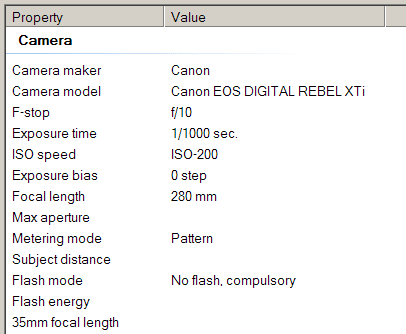 Property Value
Camera
Camera maker Canon
Camera model Canon EOS DIGITAL REBEL XTi
F-stop f/10
Exposure time 1/1000 sec.
ISO speed ISO-200
Exposure bias 0 step
Focal length 280 mm
Max aperture
Metering mode Pattern
Subject distance
Flash mode No flash, compulsory
Flash energy
35mm focal length